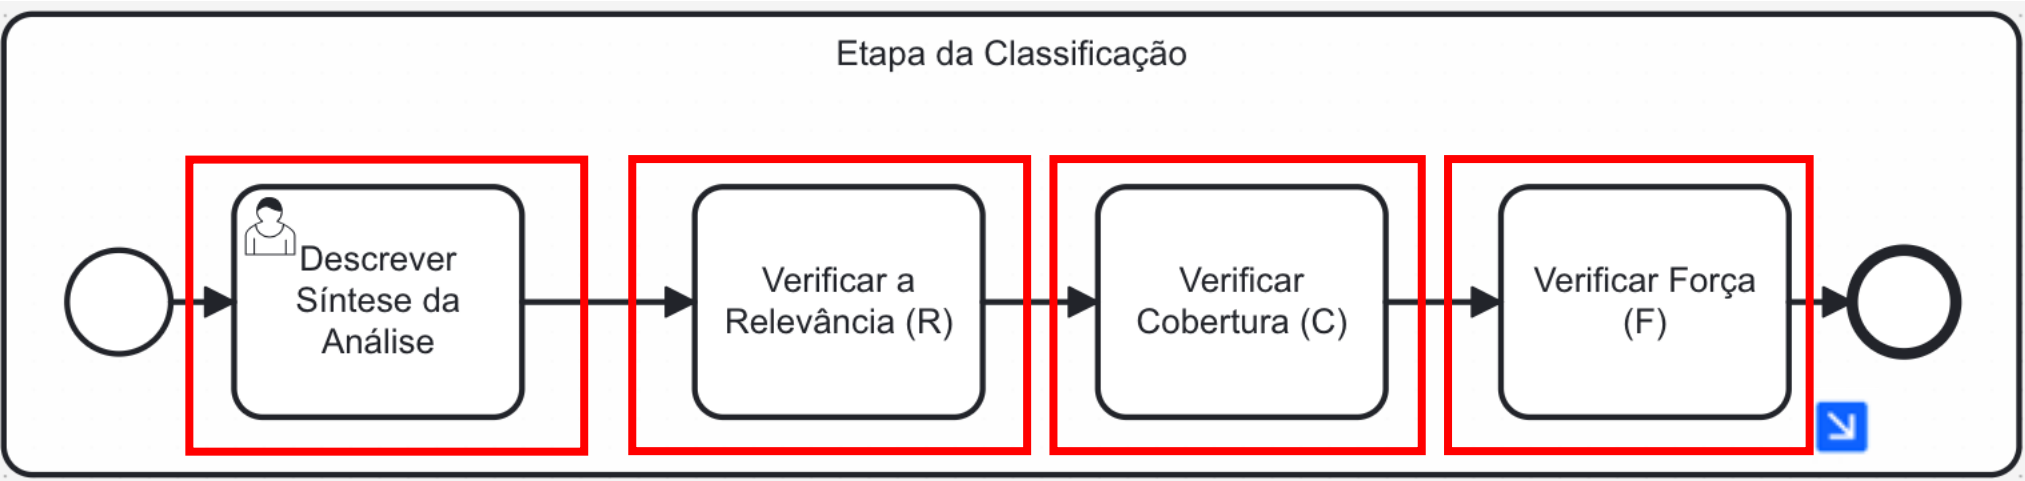 Etapa da Classificação
Descrever
Síntese da
Análise
Verificar a
Relevância (R)
Verificar
Cobertura (C)
Verificar Força
(F)